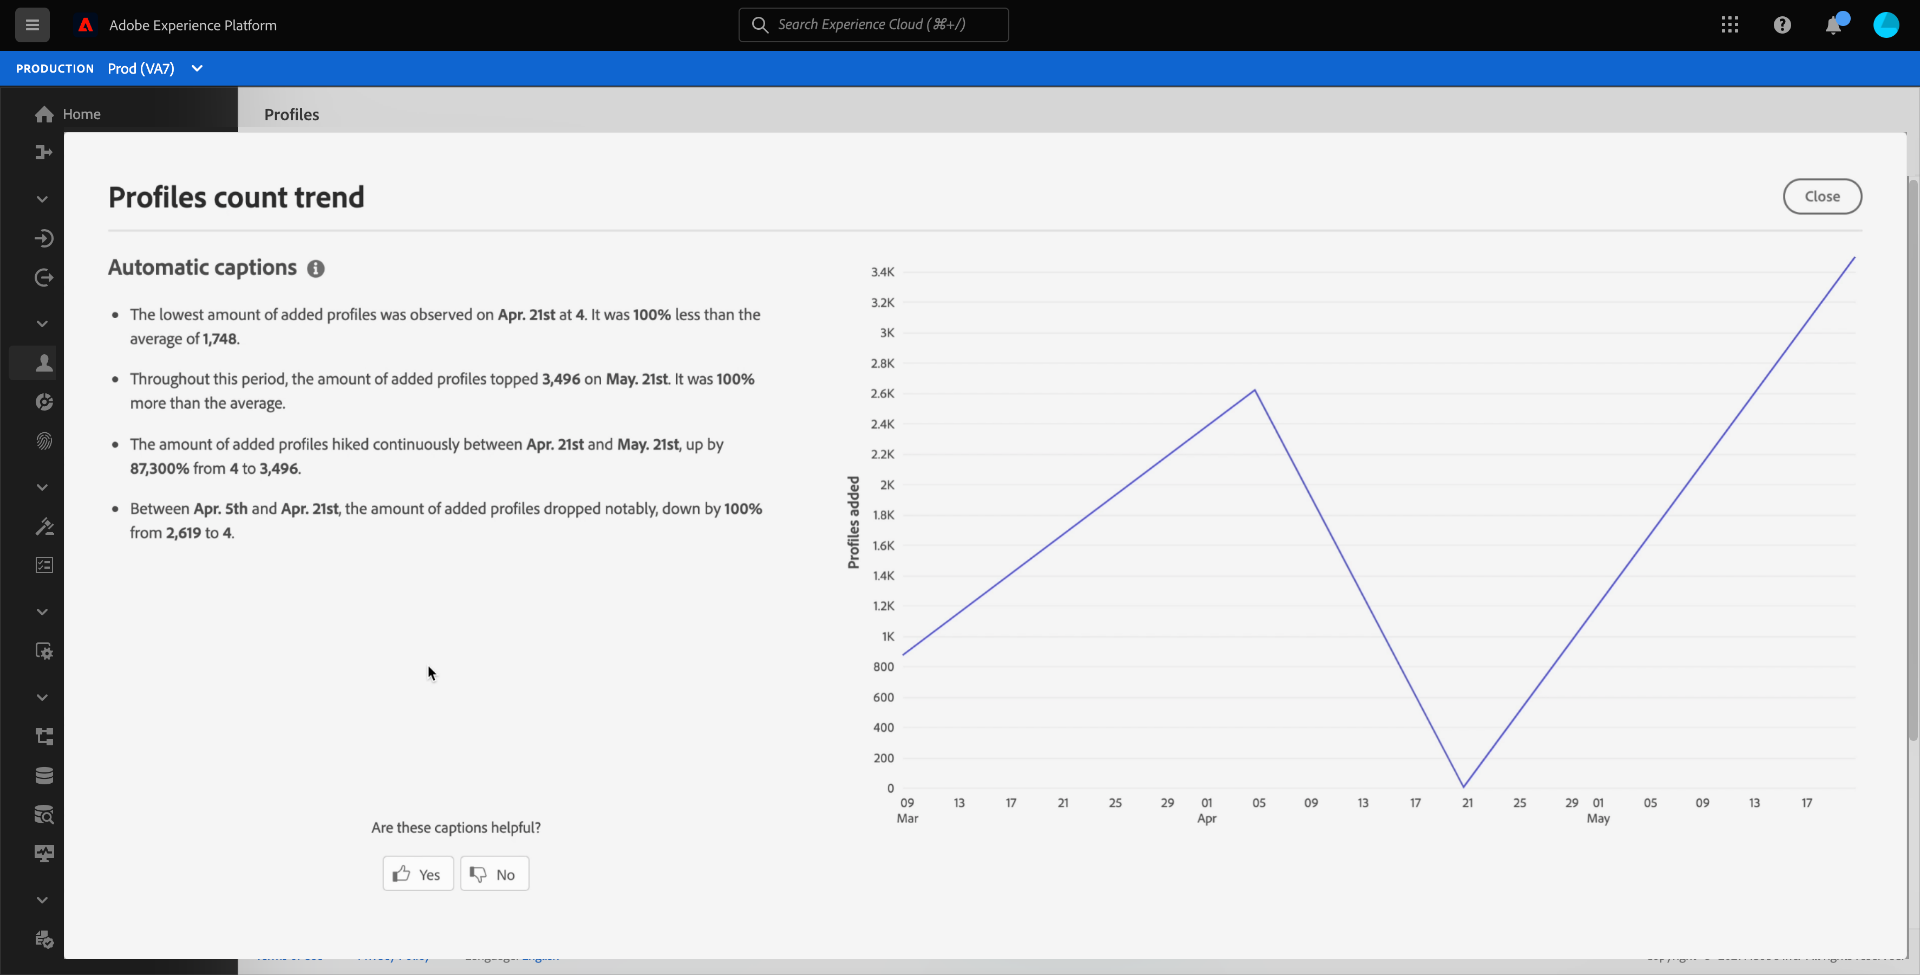 Adobe Experience Platform
Search Experience Cloud (⌘+/)
PRODUCTION Prod (VA7)
Home
Profiles
Profiles count trend
Close
Automatic captions
• The lowest amount of added profiles was observed on Apr. 21st at 4. It was 100% less than the
average of 1,748.
• Throughout this period, the amount of added profiles topped 3,496 on May. 21st. It was 100%
more than the average.
• The amount of added profiles hiked continuously between Apr. 21st and May. 21st, up by
87,300% from 4 to 3,496.
• Between Apr. 5th and Apr. 21st, the amount of added profiles dropped notably, down by 100%
from 2,619 to 4.
Are these captions helpful?
Yes
No
Profiles added
3.4K
3.2K
3K
2.8K
2.6K
2.4K
2.2K
2K
1.8K
1.6K
1.4K
1.2K
1K
800
600
400
200
0
09 13 17 21 25 29 01 05 09 13 17 21 25 29 01 05 09 13 17
Mar Apr May